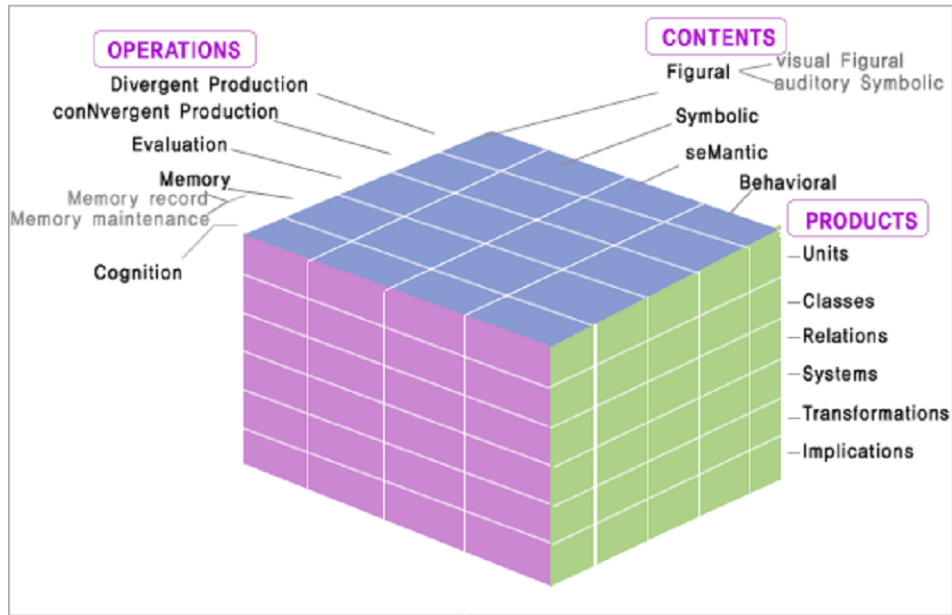 OPERATIONS
Divergent Production
conNvergent Production
Evaluation
Memory
Memory record
Memory maintenance
Cognition
CONTENTS
Figural
visual Figural
auditory Symbolic
Symbolic
seMantic
Behavioral
PRODUCTS
Units
Classes
Relations
Systems
Transformations
Implications